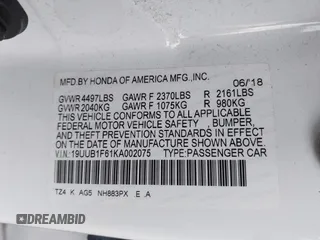 MFD.BY HONDA OF AMERICA MFG.,INC. 06/18
GVWR 4497LBS GAWR F 2370LBS R 2161LBS
GVWR 2040KG GAWR F 1075KG R 980KG
THIS VEHICLE CONFORMS TO ALL APPLICABLE
FEDERAL MOTOR VEHICLE SAFETY, BUMPER,
AND THEFT PREVENTION STANDARDS IN EFFECT
ON THE DATE OF MANUFACTURE SHOWN ABOVE.
V.I.N:19UUB1F61KA002075 TYPE:PASSENGER CAR
TZ4 K AG5 NH883PX E .A
DREAMBID